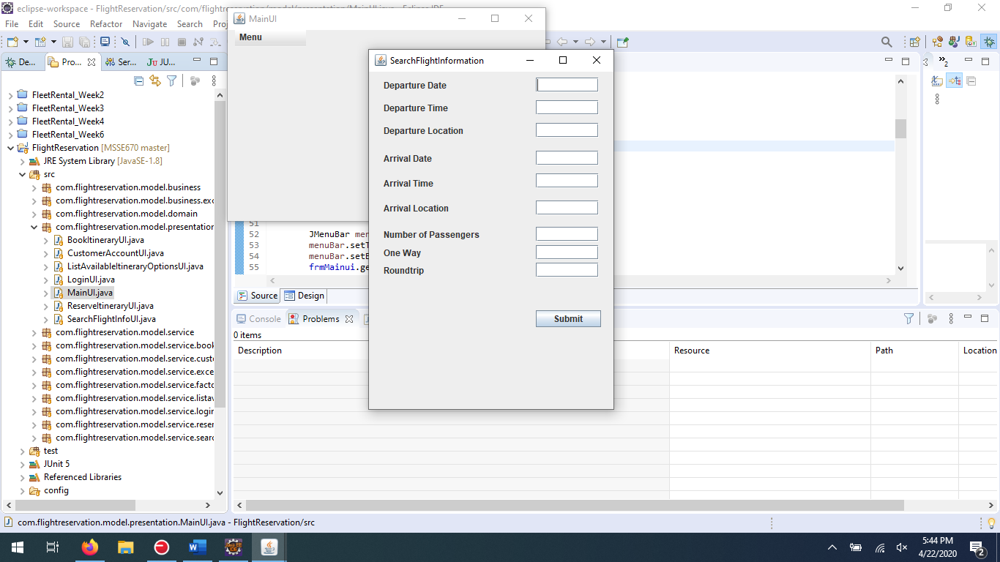 eclipse-workspace - FlightReservation/src/com/flightreservation/model/presentation/MainUI.java - Eclipse IDE
File Edit Source Refactor Navigate Search
MainUI
Menu
SearchFlightInformation
Departure Date
Departure Time
Departure Location
Arrival Date
Arrival Time
Arrival Location
Number of Passengers
One Way
Roundtrip
Submit
De... Pro... Ser... JU...
FleetRental_Week2
FleetRental_Week3
FleetRental_Week4
FleetRental_Week6
FlightReservation [MSSE670 master]
JRE System Library [JavaSE-1.8]
src
com.flightreservation.model.business
com.flightreservation.model.business.exc
com.flightreservation.model.domain
com.flightreservation.model.presentation
BookItineraryUI.java
CustomerAccountUI.java
ListAvailableItineraryOptionsUI.java
LoginUI.java
MainUI.java
ReserveItineraryUI.java
SearchFlightInfoUI.java
com.flightreservation.model.service
com.flightreservation.model.service.book
com.flightreservation.model.service.custo
com.flightreservation.model.service.exce
com.flightreservation.model.service.facto
com.flightreservation.model.service.listav
com.flightreservation.model.service.login
com.flightreservation.model.service.reser
com.flightreservation.model.service.searc
test
JUnit 5
Referenced Libraries
config
51
52 JMenuBar men
53 menuBar.setT
54 menuBar.setB
55 frmMainui.ge
Source Design
Console Problems
0 items
Description Resource Path Location
com.flightreservation.model.presentation.MainUI.java - FlightReservation/src
5:44 PM
4/22/2020
2